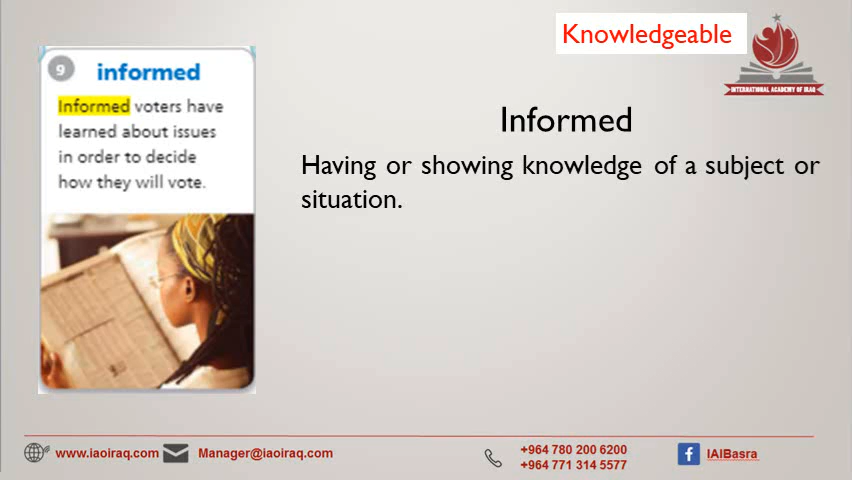 Knowledgeable
INTERNATIONAL ACADEMY OF IRAQ
9 informed
Informed voters have
learned about issues
in order to decide
how they will vote.
Informed
Having or showing knowledge of a subject or
situation.
www.iaoiraq.com
Manager@iaoiraq.com
+964 780 200 6200
+964 771 314 5577
IAIBasra